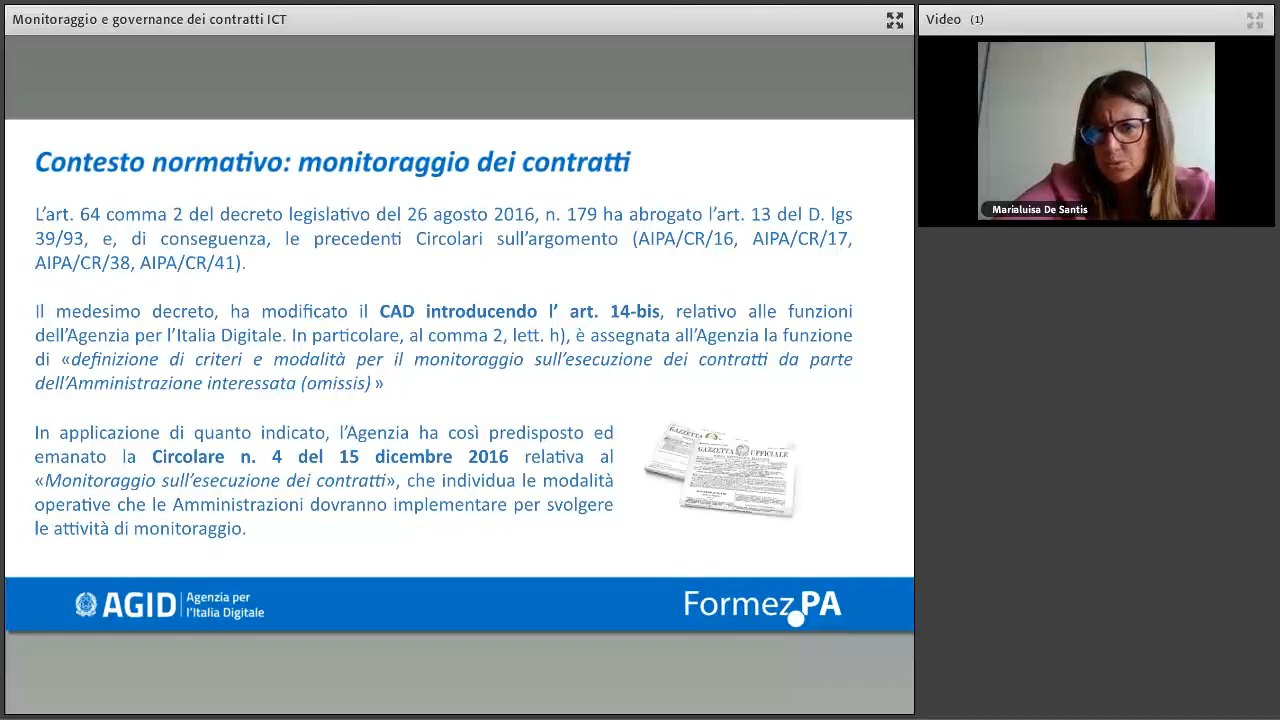 Monitoraggio e governance dei contratti ICT
Video (1)
Marialuisa De Santis
Contesto normativo: monitoraggio dei contratti
L'art. 64 comma 2 del decreto legislativo del 26 agosto 2016, n. 179 ha abrogato l'art. 13 del D. lgs
39/93, e, di conseguenza, le precedenti Circolari sull'argomento (AIPA/CR/16, AIPA/CR/17,
AIPA/CR/38, AIPA/CR/41).
Il medesimo decreto, ha modificato il CAD introducendo l' art. 14-bis, relativo alle funzioni
dell'Agenzia per l'Italia Digitale. In particolare, al comma 2, lett. h), è assegnata all'Agenzia la funzione
di «definizione di criteri e modalità per il monitoraggio sull'esecuzione dei contratti da parte
dell'Amministrazione interessata (omissis) »
In applicazione di quanto indicato, l'Agenzia ha così predisposto ed
emanato la Circolare n. 4 del 15 dicembre 2016 relativa al
«Monitoraggio sull'esecuzione dei contratti», che individua le modalità
operative che le Amministrazioni dovranno implementare per svolgere
le attività di monitoraggio.
GAZZETTA
GAZZETTA UFFICIALE
AGID Agenzia per
l'Italia Digitale
Formez PA